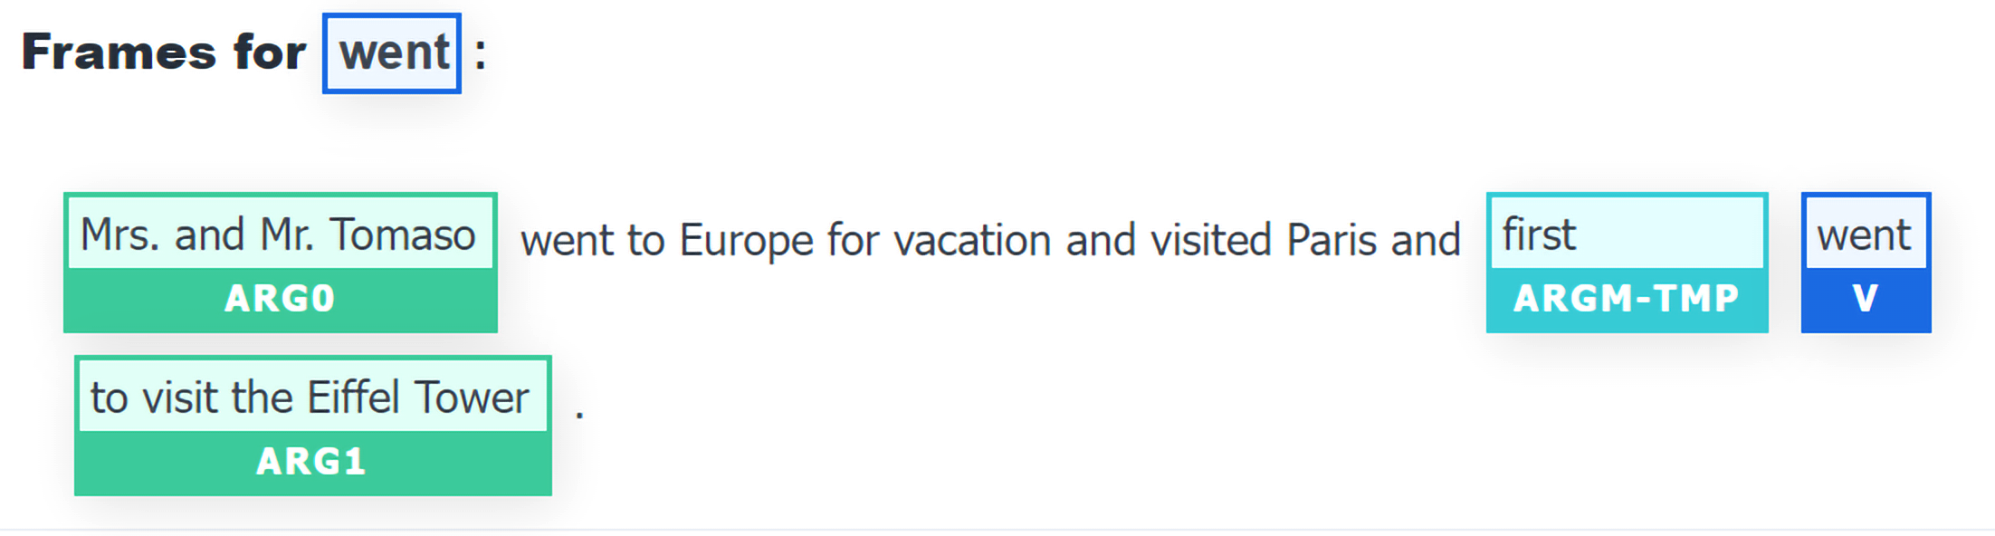 Frames for went :
Mrs. and Mr. Tomaso went to Europe for vacation and visited Paris and first went
ARG0 ARGM-TMP V
to visit the Eiffel Tower .
ARG1